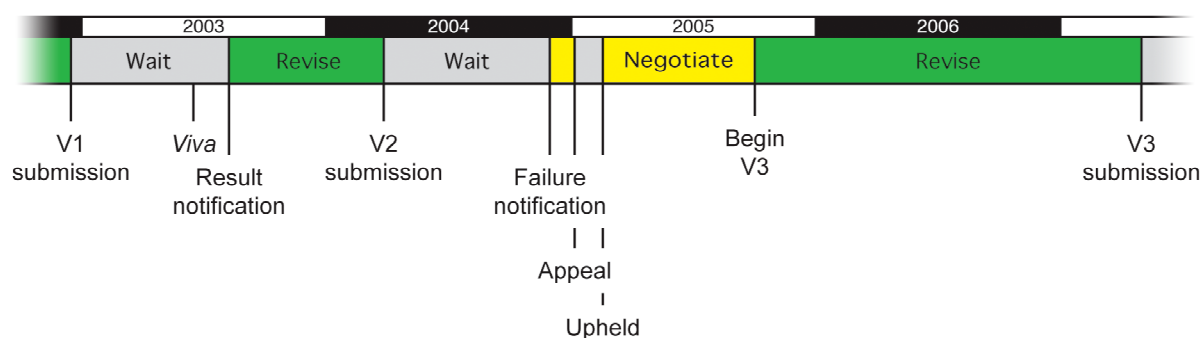 2003 2004 2005 2006
Wait Revise Wait Negotiate Revise
V1
submission
Viva
Result
notification
V2
submission
Failure
notification
Appeal
Upheld
Begin
V3
V3
submission